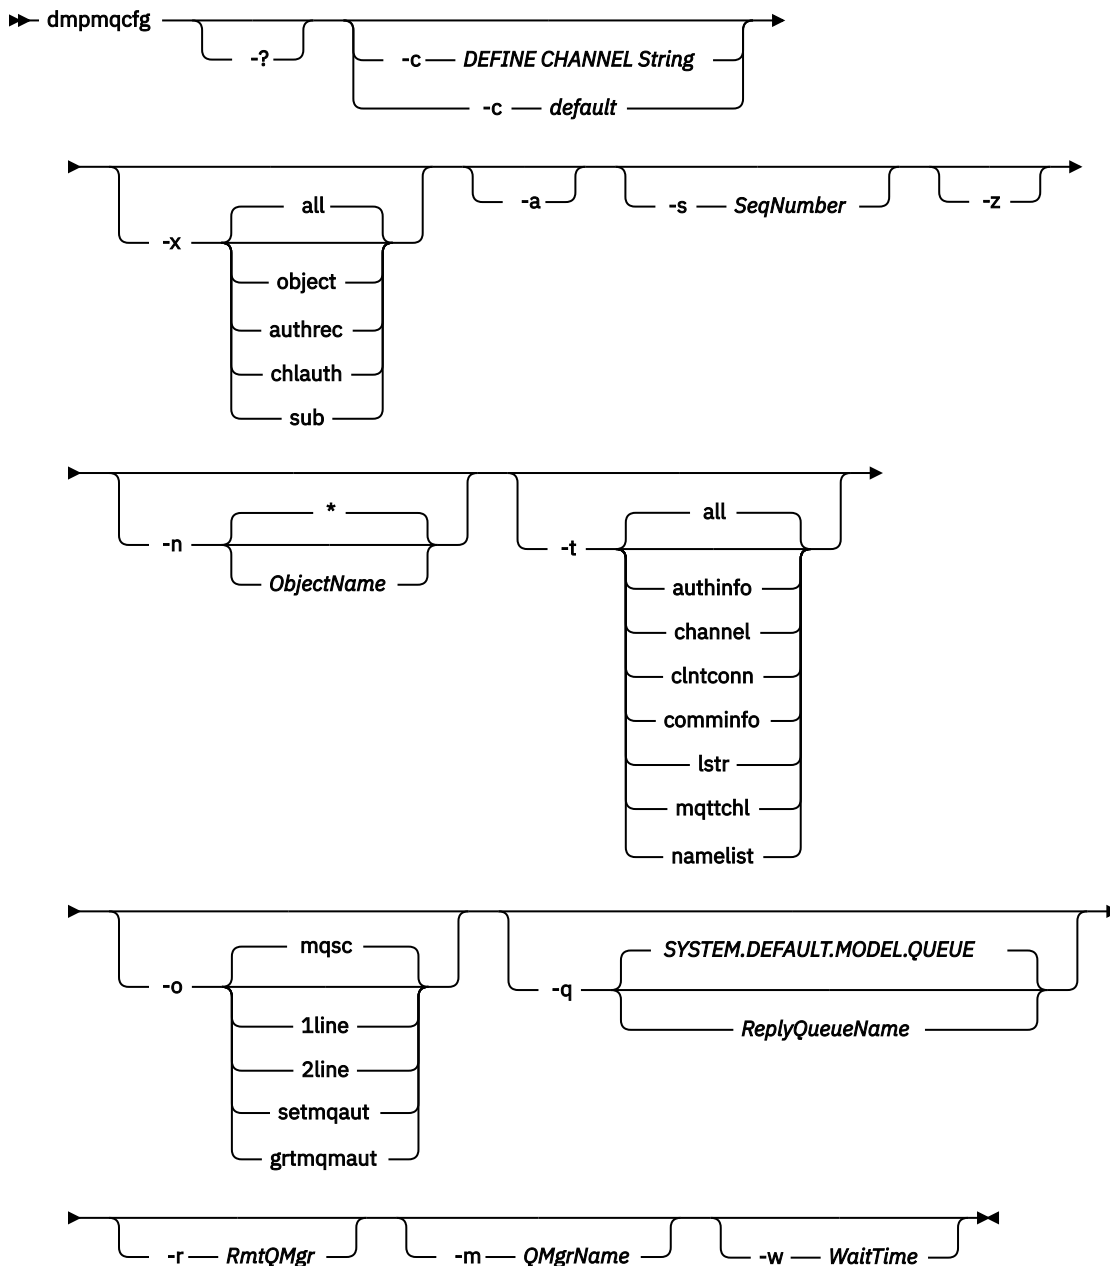 dmpmqcfg
-?
-c DEFINE CHANNEL String
-c default
all
-x
object
authrec
chlauth
sub
-a
-s SeqNumber
-z
*
-n
ObjectName
all
-t
authinfo
channel
clntconn
comminfo
lstr
mqttchl
namelist
mqsc
-o
1line
2line
setmqaut
grtmqmaut
SYSTEM.DEFAULT.MODEL.QUEUE
-q
ReplyQueueName
-r RmtQMgr
-m QMgrName
-w WaitTime